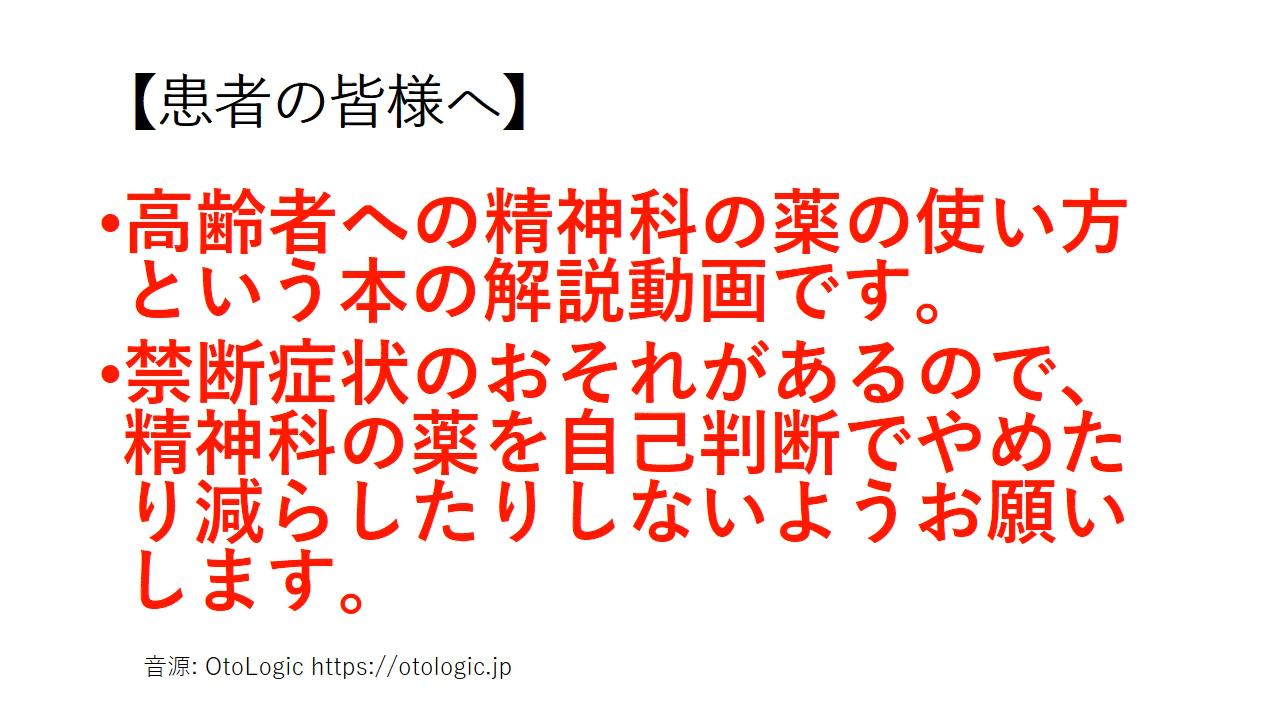 【患者の皆様へ】
•高齢者への精神科の薬の使い方
という本の解説動画です。
•禁断症状のおそれがあるので、
精神科の薬を自己判断でやめた
り減らしたりしないようお願い
します。
音源: OtoLogic https://otologic.jp